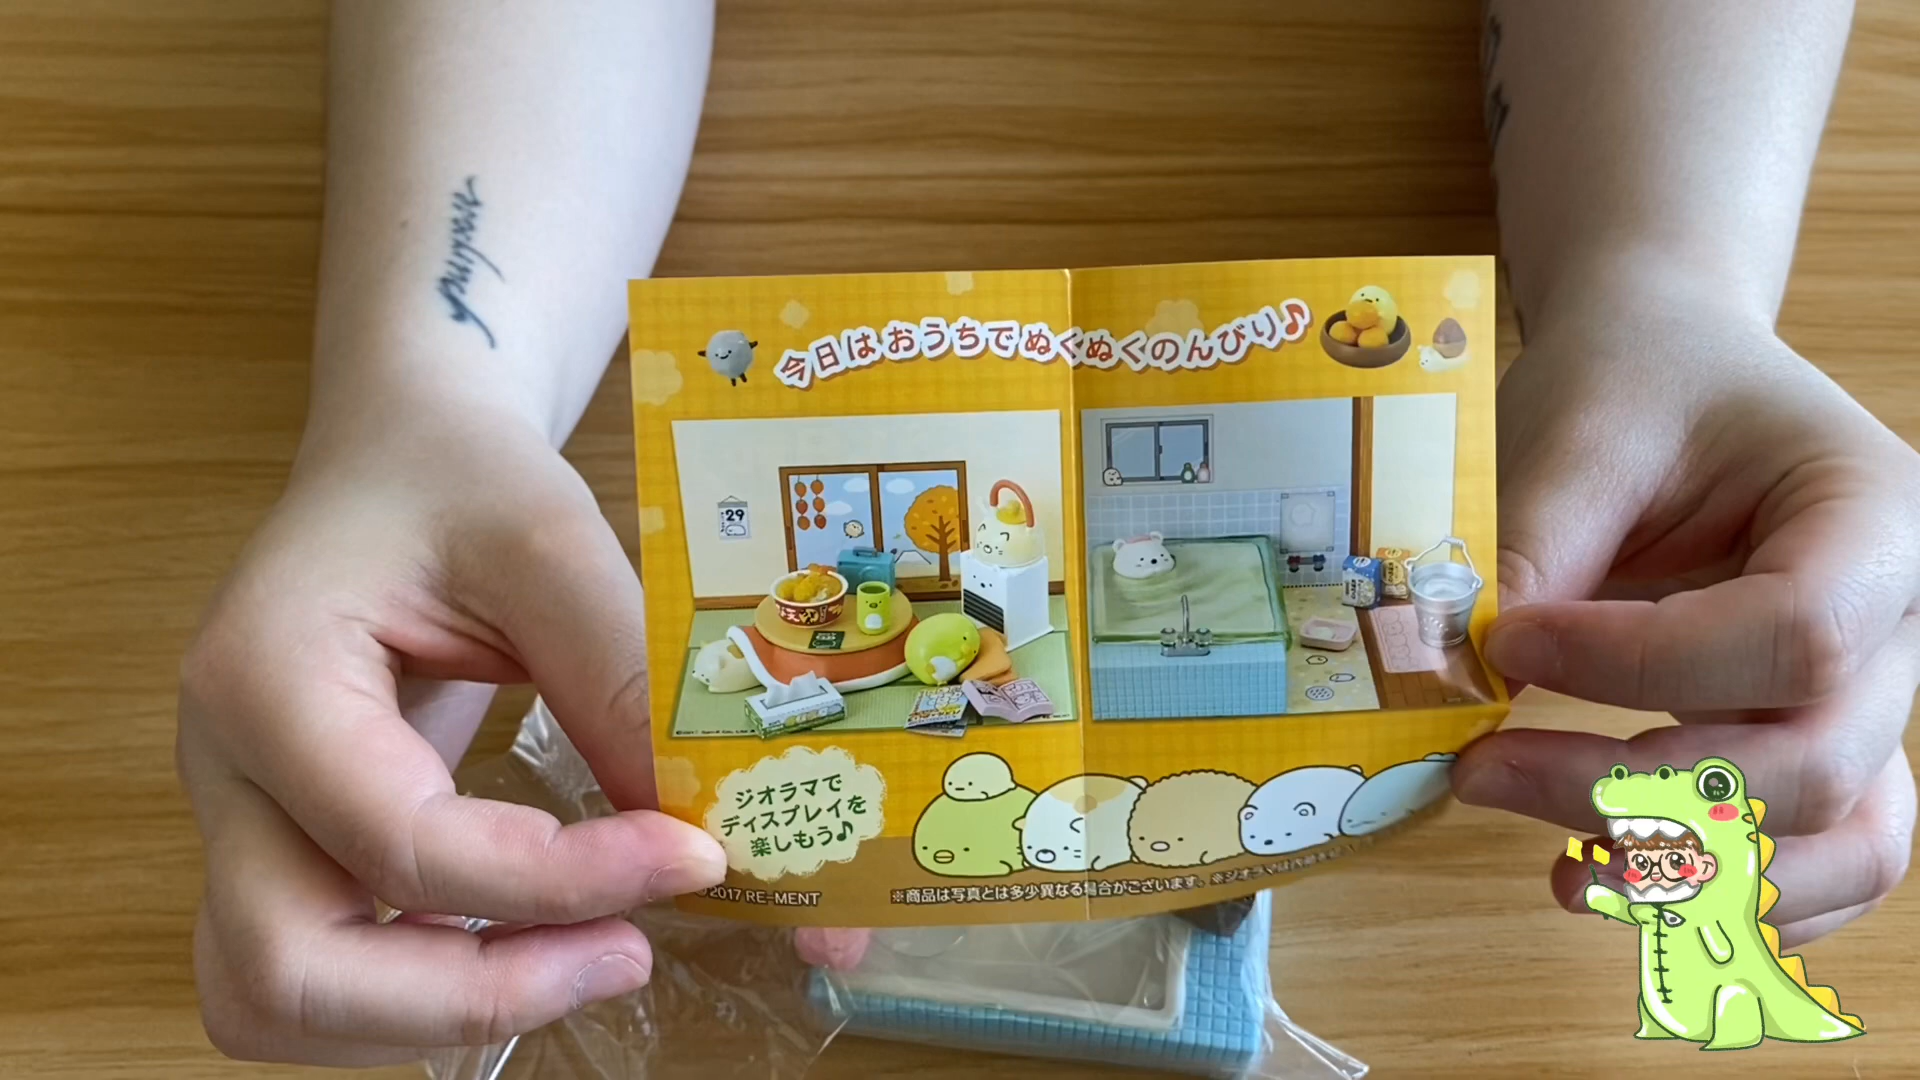 今日はおうちでぬくぬくのんびり♪
29
ジオラマで
ディスプレイを
楽しもう♪
2017 RE-MENT
※商品は写真とは多少異なる場合がございます。